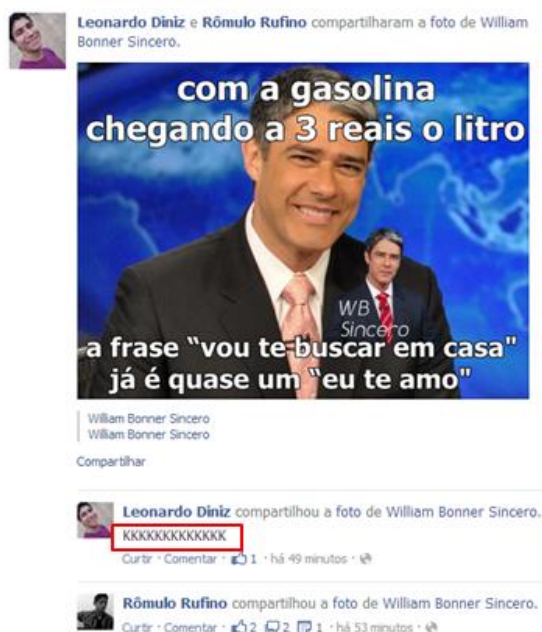 Leonardo Diniz e Rômulo Rufino compartilharam a foto de William
Bonner Sincero.
com a gasolina
chegando a 3 reais o litro
WB
Sincero
a frase "vou te buscar em casa"
já é quase um "eu te amo"
William Bonner Sincero
William Bonner Sincero
Compartilhar
Leonardo Diniz compartilhou a foto de William Bonner Sincero.
KKKKKKKKKKKKK
Curtir · Comentar · 1 · há 49 minutos ·
Rômulo Rufino compartilhou a foto de William Bonner Sincero.
Curtir · Comentar · 2 2 1 · há 53 minutos ·